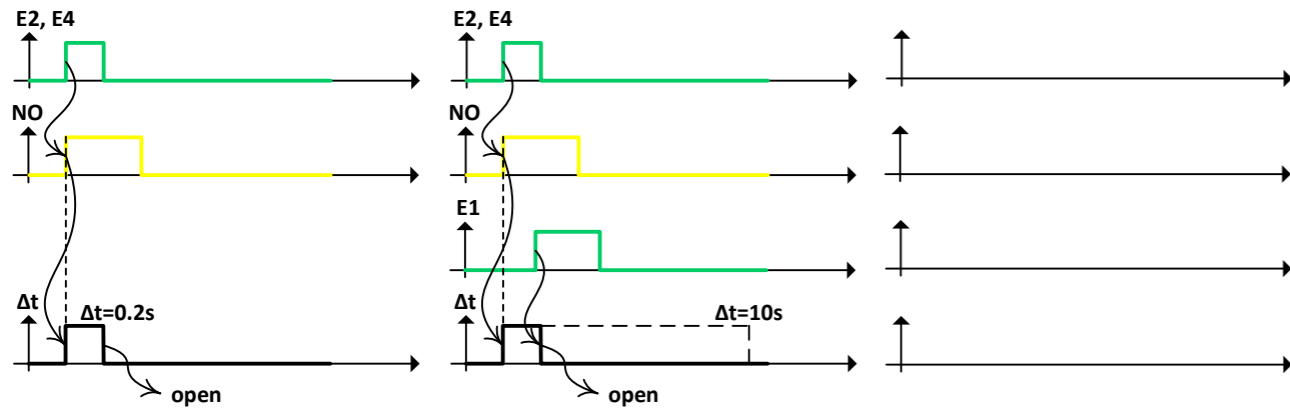 E2, E4
NO
Δt
Δt=0.2s
open
E2, E4
NO
E1
Δt
Δt=10s
open